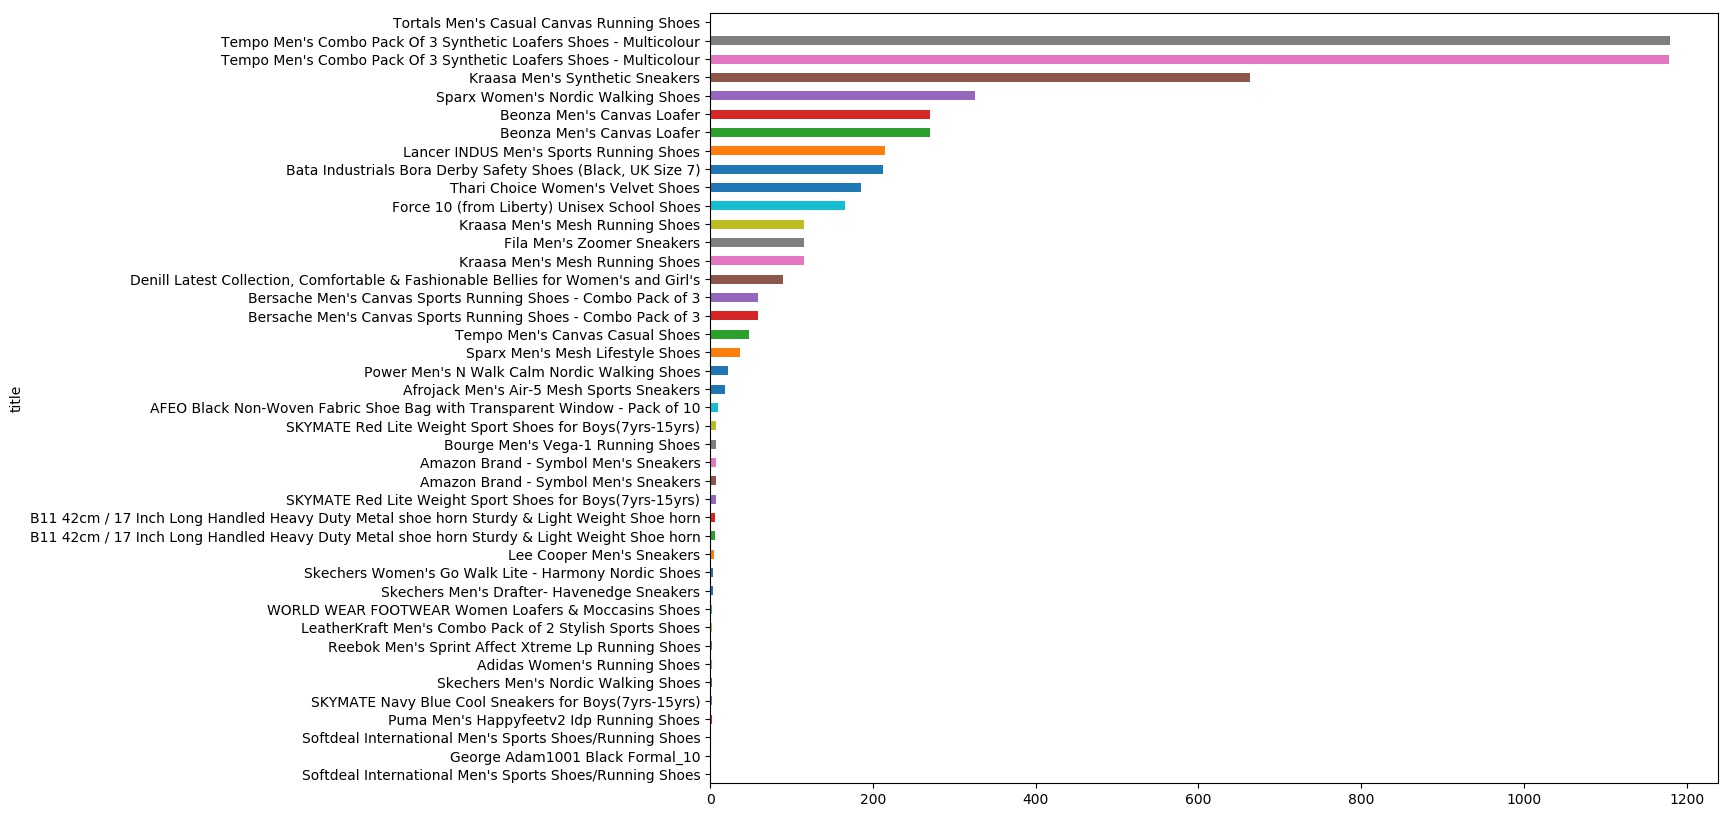 Tortals Men's Casual Canvas Running Shoes
Tempo Men's Combo Pack Of 3 Synthetic Loafers Shoes - Multicolour
Tempo Men's Combo Pack Of 3 Synthetic Loafers Shoes - Multicolour
Kraasa Men's Synthetic Sneakers
Sparx Women's Nordic Walking Shoes
Beonza Men's Canvas Loafer
Beonza Men's Canvas Loafer
Lancer INDUS Men's Sports Running Shoes
Bata Industrials Bora Derby Safety Shoes (Black, UK Size 7)
Thari Choice Women's Velvet Shoes
Force 10 (from Liberty) Unisex School Shoes
Kraasa Men's Mesh Running Shoes
Fila Men's Zoomer Sneakers
Kraasa Men's Mesh Running Shoes
Denill Latest Collection, Comfortable & Fashionable Bellies for Women's and Girl's
Bersache Men's Canvas Sports Running Shoes - Combo Pack of 3
Bersache Men's Canvas Sports Running Shoes - Combo Pack of 3
Tempo Men's Canvas Casual Shoes
Sparx Men's Mesh Lifestyle Shoes
Power Men's N Walk Calm Nordic Walking Shoes
title
Afrojack Men's Air-5 Mesh Sports Sneakers
AFEO Black Non-Woven Fabric Shoe Bag with Transparent Window - Pack of 10
SKYMATE Red Lite Weight Sport Shoes for Boys(7yrs-15yrs)
Bourge Men's Vega-1 Running Shoes
Amazon Brand - Symbol Men's Sneakers
Amazon Brand - Symbol Men's Sneakers
SKYMATE Red Lite Weight Sport Shoes for Boys(7yrs-15yrs)
B11 42cm / 17 Inch Long Handled Heavy Duty Metal shoe horn Sturdy & Light Weight Shoe horn
B11 42cm / 17 Inch Long Handled Heavy Duty Metal shoe horn Sturdy & Light Weight Shoe horn
Lee Cooper Men's Sneakers
Skechers Women's Go Walk Lite - Harmony Nordic Shoes
Skechers Men's Drafter- Havenedge Sneakers
WORLD WEAR FOOTWEAR Women Loafers & Moccasins Shoes
LeatherKraft Men's Combo Pack of 2 Stylish Sports Shoes
Reebok Men's Sprint Affect Xtreme Lp Running Shoes
Adidas Women's Running Shoes
Skechers Men's Nordic Walking Shoes
SKYMATE Navy Blue Cool Sneakers for Boys(7yrs-15yrs)
Puma Men's Happyfeetv2 Idp Running Shoes
Softdeal International Men's Sports Shoes/Running Shoes
George Adam1001 Black Formal_10
Softdeal International Men's Sports Shoes/Running Shoes
0 200 400 600 800 1000 1200